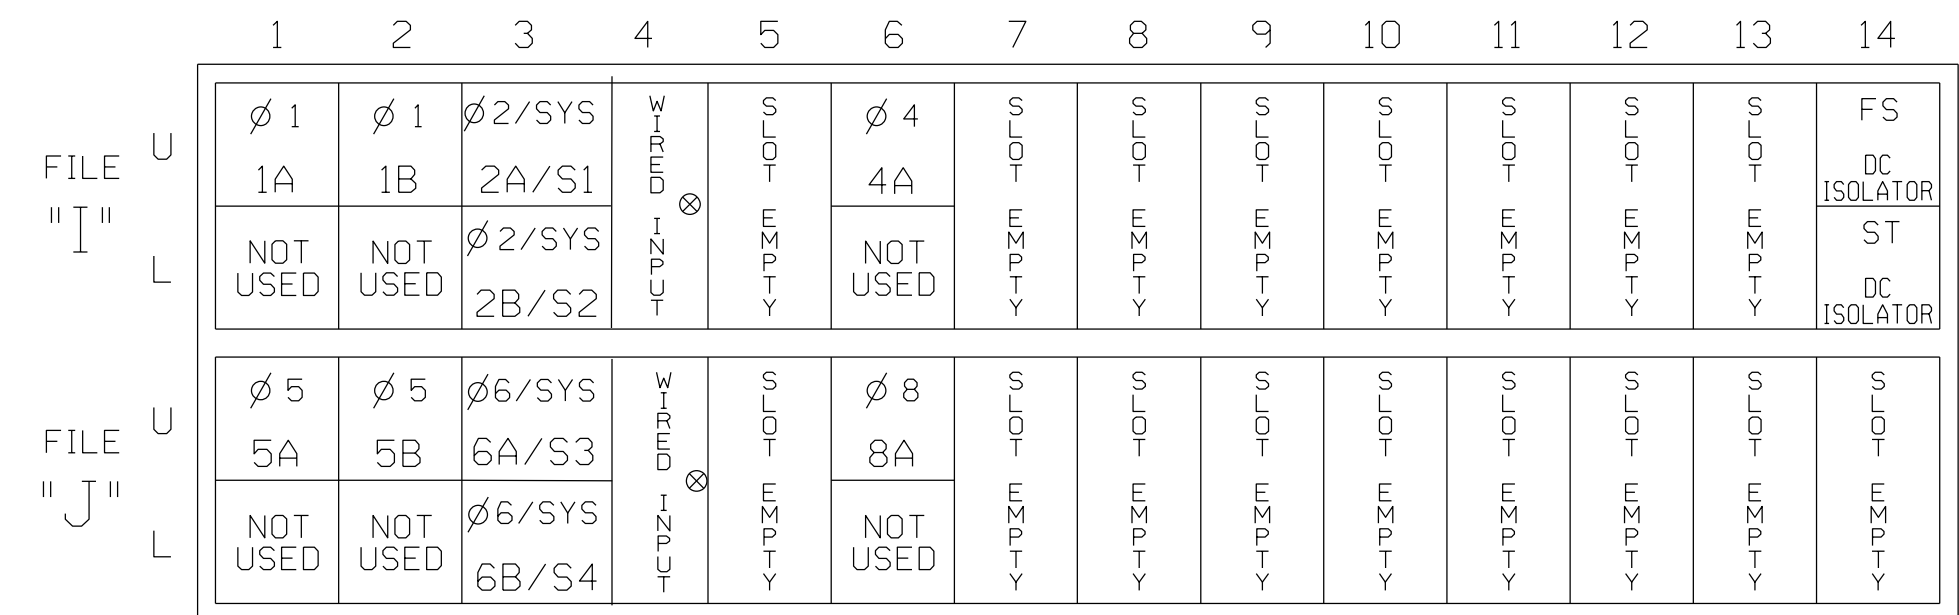 1 2 3 4 5 6 7 8 9 10 11 12 13 14
FILE
"I"
U
L
Ø 1
1A
NOT
USED
Ø 1
1B
NOT
USED
Ø2/SYS
2A/S1
Ø2/SYS
2B/S2
WIRED INPUT
SLOT EMPTY
Ø 4
4A
NOT
USED
SLOT EMPTY
SLOT EMPTY
SLOT EMPTY
SLOT EMPTY
SLOT EMPTY
SLOT EMPTY
SLOT EMPTY
FS
DC
ISOLATOR
ST
DC
ISOLATOR
FILE
"J"
U
L
Ø 5
5A
NOT
USED
Ø 5
5B
NOT
USED
Ø6/SYS
6A/S3
Ø6/SYS
6B/S4
WIRED INPUT
SLOT EMPTY
Ø 8
8A
NOT
USED
SLOT EMPTY
SLOT EMPTY
SLOT EMPTY
SLOT EMPTY
SLOT EMPTY
SLOT EMPTY
SLOT EMPTY
SLOT EMPTY